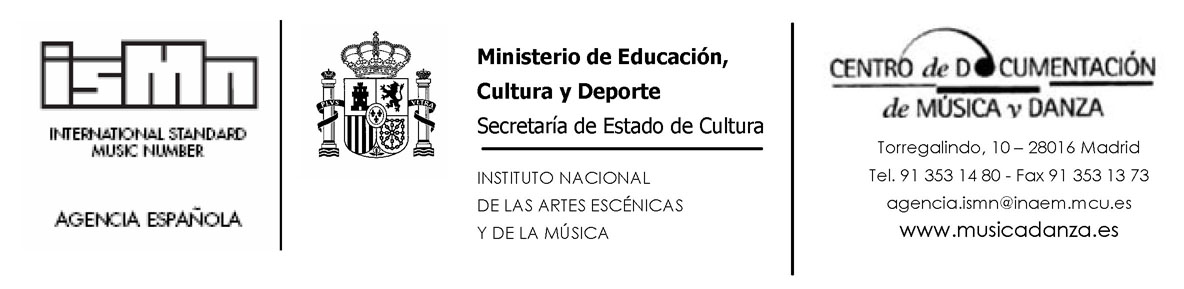 ismn
INTERNATIONAL STANDARD
MUSIC NUMBER
AGENCIA ESPAÑOLA
PLVS VLTRA
Ministerio de Educación,
Cultura y Deporte
Secretaría de Estado de Cultura
INSTITUTO NACIONAL
DE LAS ARTES ESCÉNICAS
Y DE LA MÚSICA
CENTRO de DOCUMENTACIÓN
de MÚSICA y DANZA
Torregalindo, 10 – 28016 Madrid
Tel. 91 353 14 80 - Fax 91 353 13 73
agencia.ismn@inaem.mcu.es
www.musicadanza.es